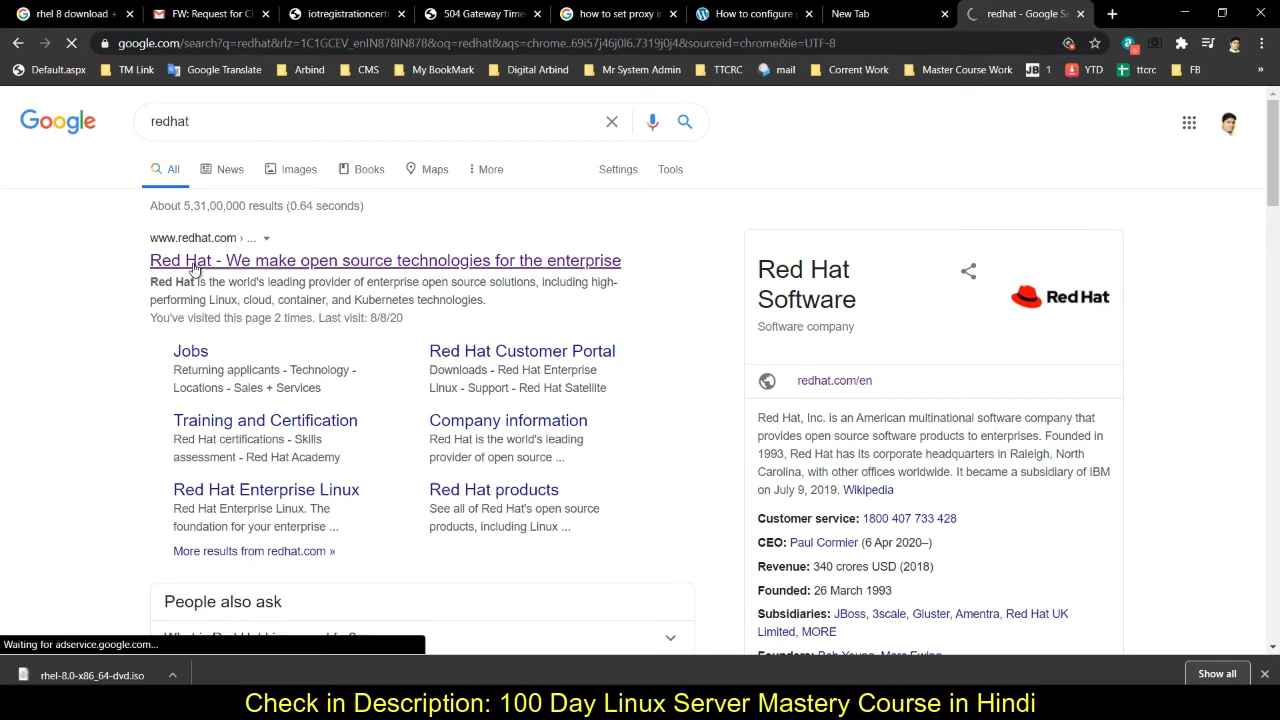 rhel 8 download +
FW: Request for Cl
iotregistrationcert
504 Gateway Time
how to set proxy i
How to configure p
New Tab
redhat - Google Se
google.com/search?q=redhat&rlz=1C1GCEV_enIN878IN878&oq=redhat&aqs=chrome..69i57j46j0l6.7319j0j4&sourceid=chrome&ie=UTF-8
Default.aspx TM Link Google Translate Arbind CMS My BookMark Digital Arbind Mr System Admin TTCRC mail Corrent Work Master Course Work JB 1 YTD ttcrc FB »
Google
redhat
All News Images Books Maps More Settings Tools
About 5,31,00,000 results (0.64 seconds)
www.redhat.com › ...
Red Hat - We make open source technologies for the enterprise
Red Hat is the world's leading provider of enterprise open source solutions, including high-
performing Linux, cloud, container, and Kubernetes technologies.
You've visited this page 2 times. Last visit: 8/8/20
Jobs
Returning applicants - Technology -
Locations - Sales + Services
Red Hat Customer Portal
Downloads - Red Hat Enterprise
Linux - Support - Red Hat Satellite
Training and Certification
Red Hat certifications - Skills
assessment - Red Hat Academy
Company information
Red Hat is the world's leading
provider of open source ...
Red Hat Enterprise Linux
Red Hat Enterprise Linux. The
foundation for your enterprise ...
Red Hat products
See all of Red Hat's open source
products, including Linux ...
More results from redhat.com »
People also ask
Red Hat
Software
Software company
Red Hat
redhat.com/en
Red Hat, Inc. is an American multinational software company that
provides open source software products to enterprises. Founded in
1993, Red Hat has its corporate headquarters in Raleigh, North
Carolina, with other offices worldwide. It became a subsidiary of IBM
on July 9, 2019. Wikipedia
Customer service: 1800 407 733 428
CEO: Paul Cormier (6 Apr 2020–)
Revenue: 340 crores USD (2018)
Founded: 26 March 1993
Subsidiaries: JBoss, 3scale, Gluster, Amentra, Red Hat UK
Limited, MORE
Founders: Bob Young, Marc Ewing
Waiting for adservice.google.com...
rhel-8.0-x86_64-dvd.iso
Show all
Check in Description: 100 Day Linux Server Mastery Course in Hindi